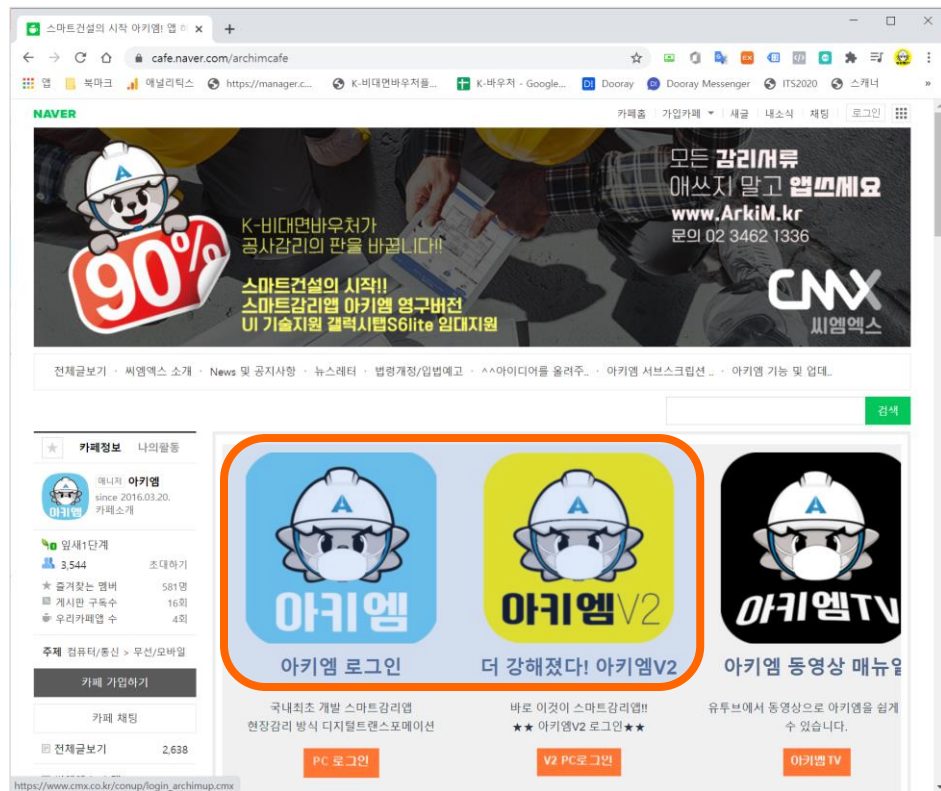 스마트건설의 시작 아키엠! 앱
cafe.naver.com/archimcafe
앱 북마크 애널리틱스 https://manager.c... K-비대면바우처플... K-바우저 - Google... Dooray Dooray Messenger ITS2020 스캐너
NAVER
카페홈 가입카페 새글 내소식 채팅 로그인
모든 감리서류
애쓰지 말고 앱쓰세요
www.ArkiM.kr
문의 02 3462 1336
90%
K-비대면바우처가
공사감리의 판을 바꿉니다!!
스마트건설의 시작!!
스마트감리앱 아키엠 영구버전
UI 기술지원 갤럭시탭S6lite 임대지원
CMX
씨엠엑스
전체글보기 · 씨엠엑스 소개 · News 및 공지사항 · 뉴스레터 · 법령개정/입법예고 · ^^아이디어를 올려주.. · 아키엠 서브스크립션 .. · 아키엠 기능 및 업데..
검색
카페정보 나의활동
매니저 아키엠
since 2016.03.20.
카페소개
아키엠
잎새1단계
3,544 초대하기
즐겨찾는 멤버 581명
게시판 구독수 16회
우리카페앱 수 4회
주제 컴퓨터/통신 > 무선/모바일
카페 가입하기
카페 채팅
전체글보기 2,638
A
아키엠
아키엠 로그인
국내최초 개발 스마트감리앱
현장감리 방식 디지털트랜스포메이션
PC 로그인
A
아키엠V2
더 강해졌다! 아키엠V2
바로 이것이 스마트감리앱!!
★★ 아키엠V2 로그인★★
V2 PC로그인
A
아키엠TV
아키엠 동영상 매뉴얼
유투브에서 동영상으로 아키엠을 쉽게
수 있습니다.
아키엠 TV
https://www.cmx.co.kr/conup/login_archimup.cmx